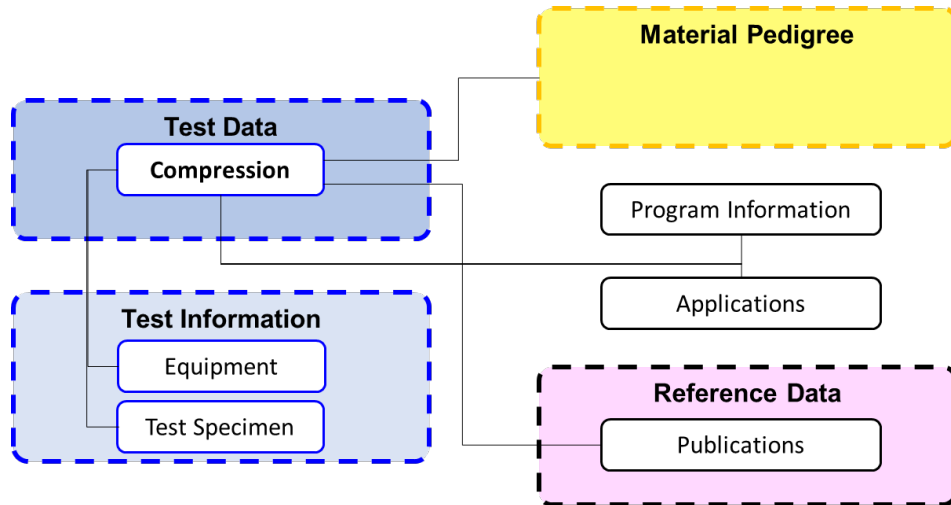 Material Pedigree
Test Data
Compression
Program Information
Applications
Test Information
Equipment
Test Specimen
Reference Data
Publications